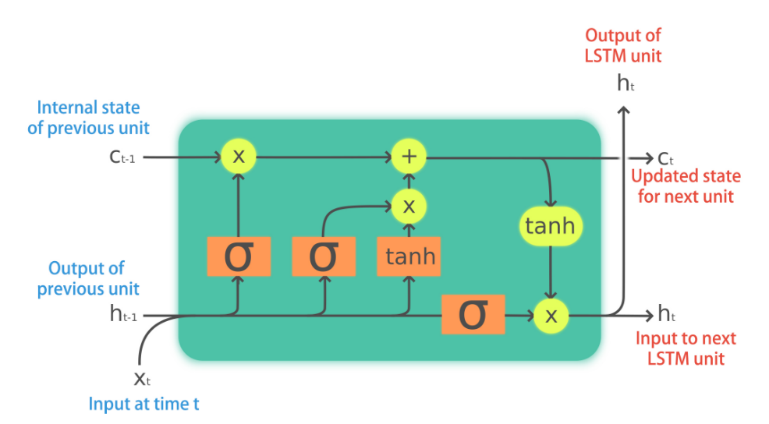 Output of
LSTM unit
ht
Internal state
of previous unit
Ct-1
x
+
Ct
Updated state
for next unit
x
tanh
σ
σ
tanh
Output of
previous unit
ht-1
σ
x
ht
Input to next
LSTM unit
xt
Input at time t